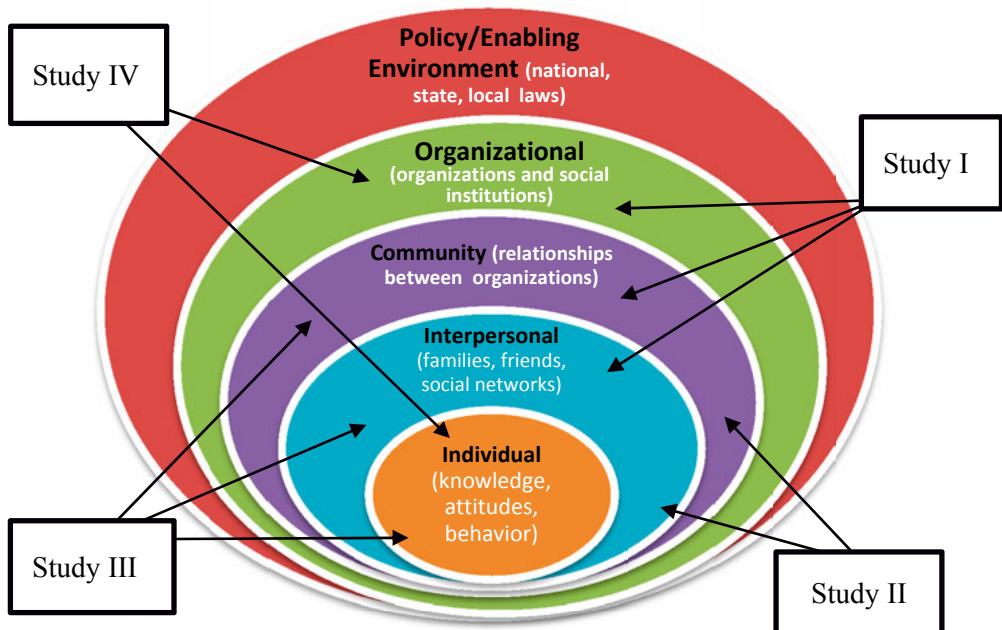 Policy/Enabling
Environment (national,
state, local laws)
Study IV
Organizational
(organizations and social
institutions)
Study I
Community (relationships
between organizations)
Interpersonal
(families, friends,
social networks)
Individual
(knowledge,
attitudes,
behavior)
Study III
Study II